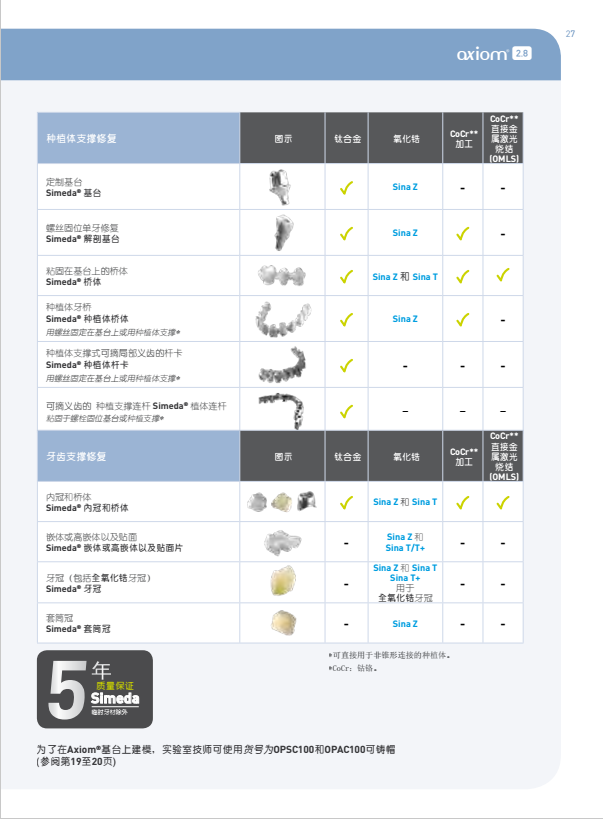 27
axiom® 2.8
种植体支撑修复 图示 钛合金 氧化锆 CoCr** 加工 CoCr** 直接金属激光烧结 (OMLS)
定制基台
Simeda® 基台 Sina Z - -
螺丝固位单牙修复
Simeda® 解剖基台 Sina Z -
粘固在基台上的桥体
Simeda® 桥体 Sina Z 和 Sina T
种植体牙桥
Simeda® 种植体桥体 Sina Z -
用螺丝固定在基台上或用种植体支撑*
种植体支撑式可摘局部义齿的杆卡
Simeda® 种植体杆卡 - - -
用螺丝固定在基台上或用种植体支撑*
可摘义齿的 种植支撑连杆 Simeda® 植体连杆 – – –
粘固于螺栓固位基台或种植支撑*
牙齿支撑修复 图示 钛合金 氧化锆 CoCr** 加工 CoCr** 直接金属激光烧结 (OMLS)
内冠和桥体
Simeda® 内冠和桥体 Sina Z 和 Sina T
嵌体或高嵌体以及贴面
Simeda® 嵌体或高嵌体以及贴面片 - Sina Z 和 Sina T/T+ - -
牙冠（包括全氧化锆牙冠）
Simeda® 牙冠 - Sina Z 和 Sina T Sina T+ 用于 全氧化锆牙冠 - -
套筒冠
Simeda® 套筒冠 - Sina Z - -
*可直接用于非锥形连接的种植体。
*CoCr: 钴铬。
5年
质量保证
Simeda
临时牙材除外
为了在Axiom®基台上建模，实验室技师可使用货号为OPSC100和OPAC100可铸帽
(参阅第19至20页)